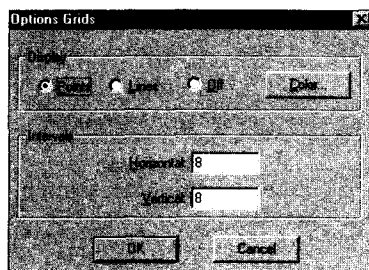 Options Grids
Display
Points Lines Off Color...
Intervals
Horizontal: 8
Vertical: 8
OK Cancel